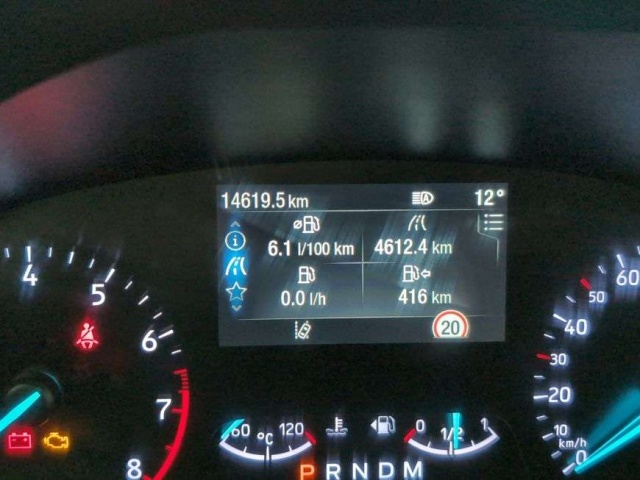 14619.5 km 12°
6.1 l/100 km 4612.4 km
0.0 l/h 416 km
20
4 5 6 7 8
60 °C 120
0 1/2 1
P R N D M
60
50
40
30
20
10
km/h 0